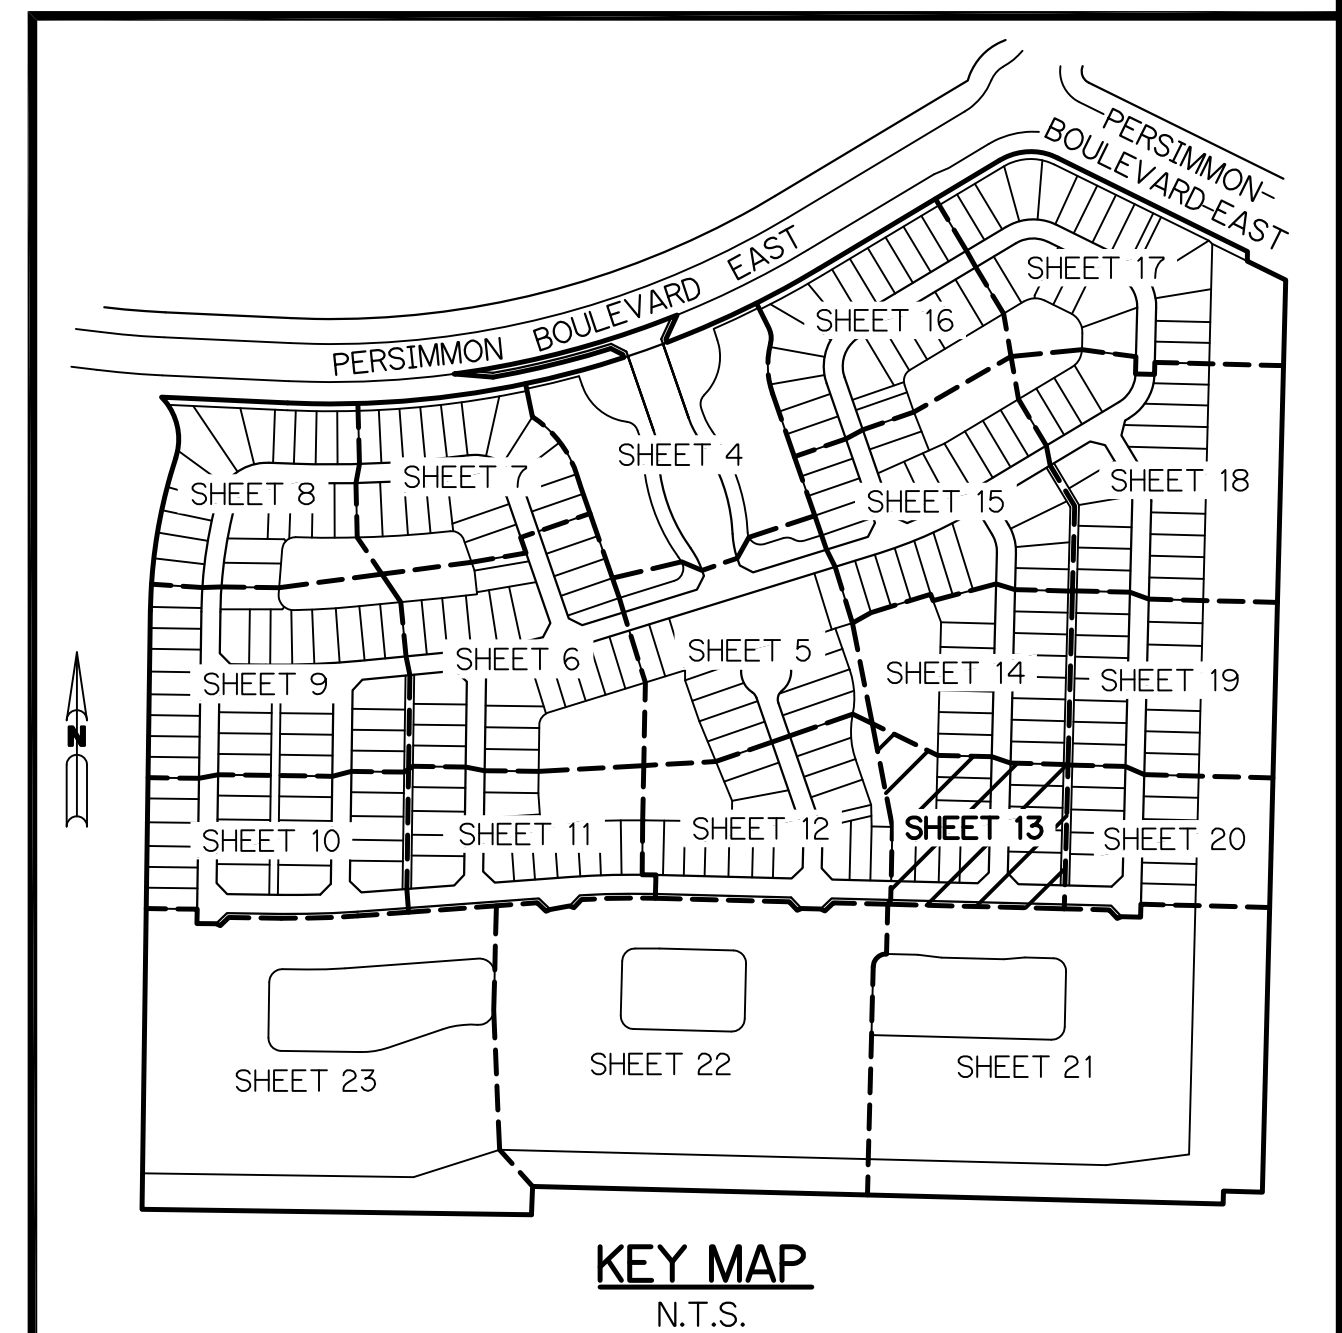 PERSIMMON-
BOULEVARD-EAST
PERSIMMON BOULEVARD EAST
SHEET 17
SHEET 16
SHEET 4
SHEET 7
SHEET 8
SHEET 15
SHEET 18
SHEET 6
SHEET 5
SHEET 14
SHEET 19
SHEET 9
N
SHEET 10
SHEET 11
SHEET 12
SHEET 13
SHEET 20
SHEET 23
SHEET 22
SHEET 21
KEY MAP
N.T.S.